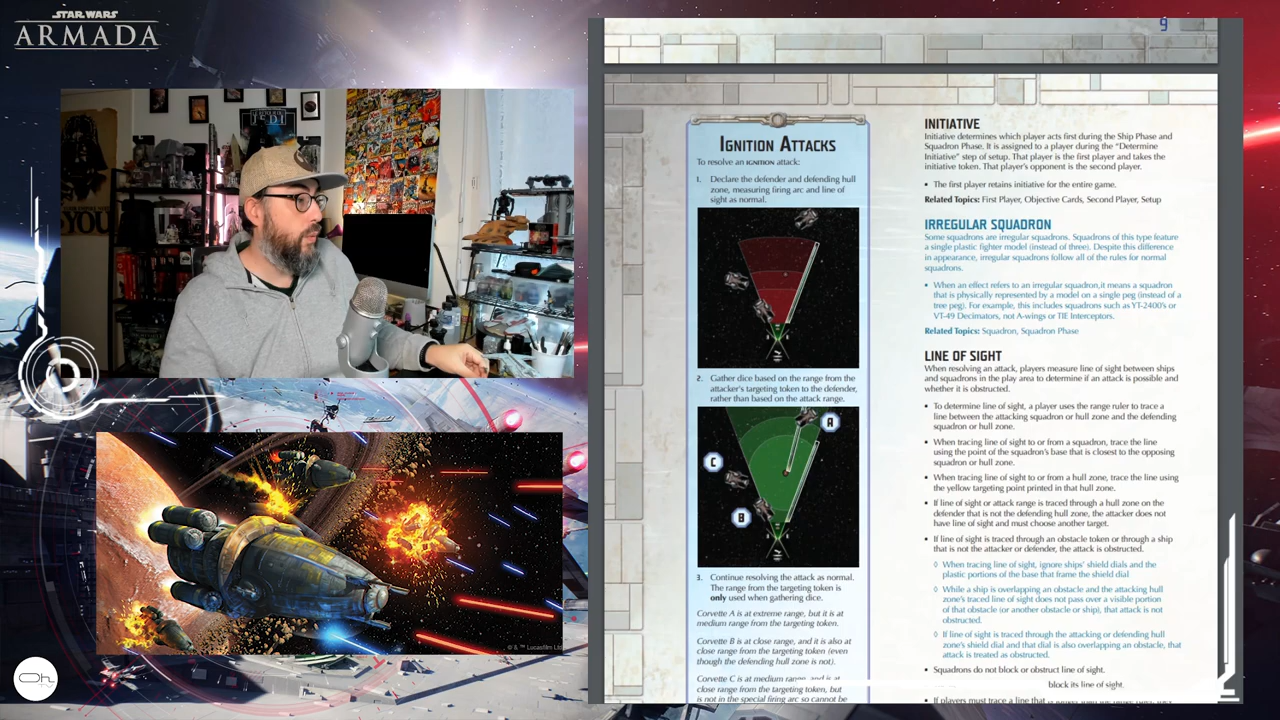 STAR WARS
ARMADA
JEDI
YOU
© & ™ Lucasfilm Ltd
9
IGNITION ATTACKS
To resolve an IGNITION attack:
1. Declare the defender and defending hull
zone, measuring firing arc and line of
sight as normal.
2. Gather dice based on the range from the
attacker's targeting token to the defender,
rather than based on the attack range.
A
C
B
3. Continue resolving the attack as normal.
The range from the targeting token is
only used when gathering dice.
Corvette A is at extreme range, but it is at
medium range from the targeting token.
Corvette B is at close range, and it is also at
close range from the targeting token (even
though the defending hull zone is not).
Corvette C is at medium range, and is at
close range from the targeting token, but
is not in the special firing arc so cannot be
INITIATIVE
Initiative determines which player acts first during the Ship Phase and
Squadron Phase. It is assigned to a player during the "Determine
Initiative" step of setup. That player is the first player and takes the
initiative token. That player's opponent is the second player.
• The first player retains initiative for the entire game.
Related Topics: First Player, Objective Cards, Second Player, Setup
IRREGULAR SQUADRON
Some squadrons are irregular squadrons. Squadrons of this type feature
a single plastic fighter model (instead of three). Despite this difference
in appearance, irregular squadrons follow all of the rules for normal
squadrons.
• When an effect refers to an irregular squadron,it means a squadron
that is physically represented by a model on a single peg (instead of a
tree peg). For example, this includes squadrons such as YT-2400's or
VT-49 Decimators, not A-wings or TIE Interceptors.
Related Topics: Squadron, Squadron Phase
LINE OF SIGHT
When resolving an attack, players measure line of sight between ships
and squadrons in the play area to determine if an attack is possible and
whether it is obstructed.
• To determine line of sight, a player uses the range ruler to trace a
line between the attacking squadron or hull zone and the defending
squadron or hull zone.
• When tracing line of sight to or from a squadron, trace the line
using the point of the squadron's base that is closest to the opposing
squadron or hull zone.
• When tracing line of sight to or from a hull zone, trace the line using
the yellow targeting point printed in that hull zone.
• If line of sight or attack range is traced through a hull zone on the
defender that is not the defending hull zone, the attacker does not
have line of sight and must choose another target.
• If line of sight is traced through an obstacle token or through a ship
that is not the attacker or defender, the attack is obstructed.
◊ When tracing line of sight, ignore ships' shield dials and the
plastic portions of the base that frame the shield dial
◊ While a ship is overlapping an obstacle and the attacking hull
zone's traced line of sight does not pass over a visible portion
of that obstacle (or another obstacle or ship), that attack is not
obstructed.
◊ If line of sight is traced through the attacking or defending hull
zone's shield dial and that dial is also overlapping an obstacle, that
attack is treated as obstructed.
• Squadrons do not block or obstruct line of sight.
block its line of sight.
• If players must trace a line that